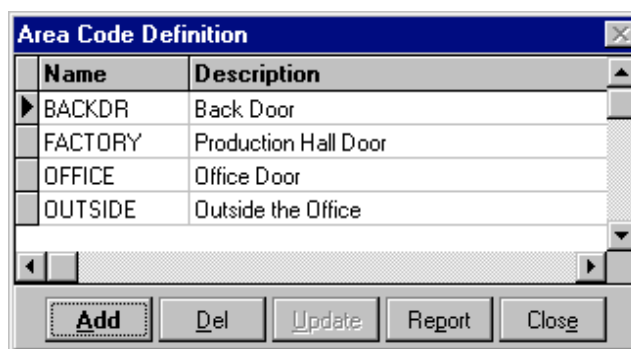 Area Code Definition
Name Description
BACKDR Back Door
FACTORY Production Hall Door
OFFICE Office Door
OUTSIDE Outside the Office
Add Del Update Report Close